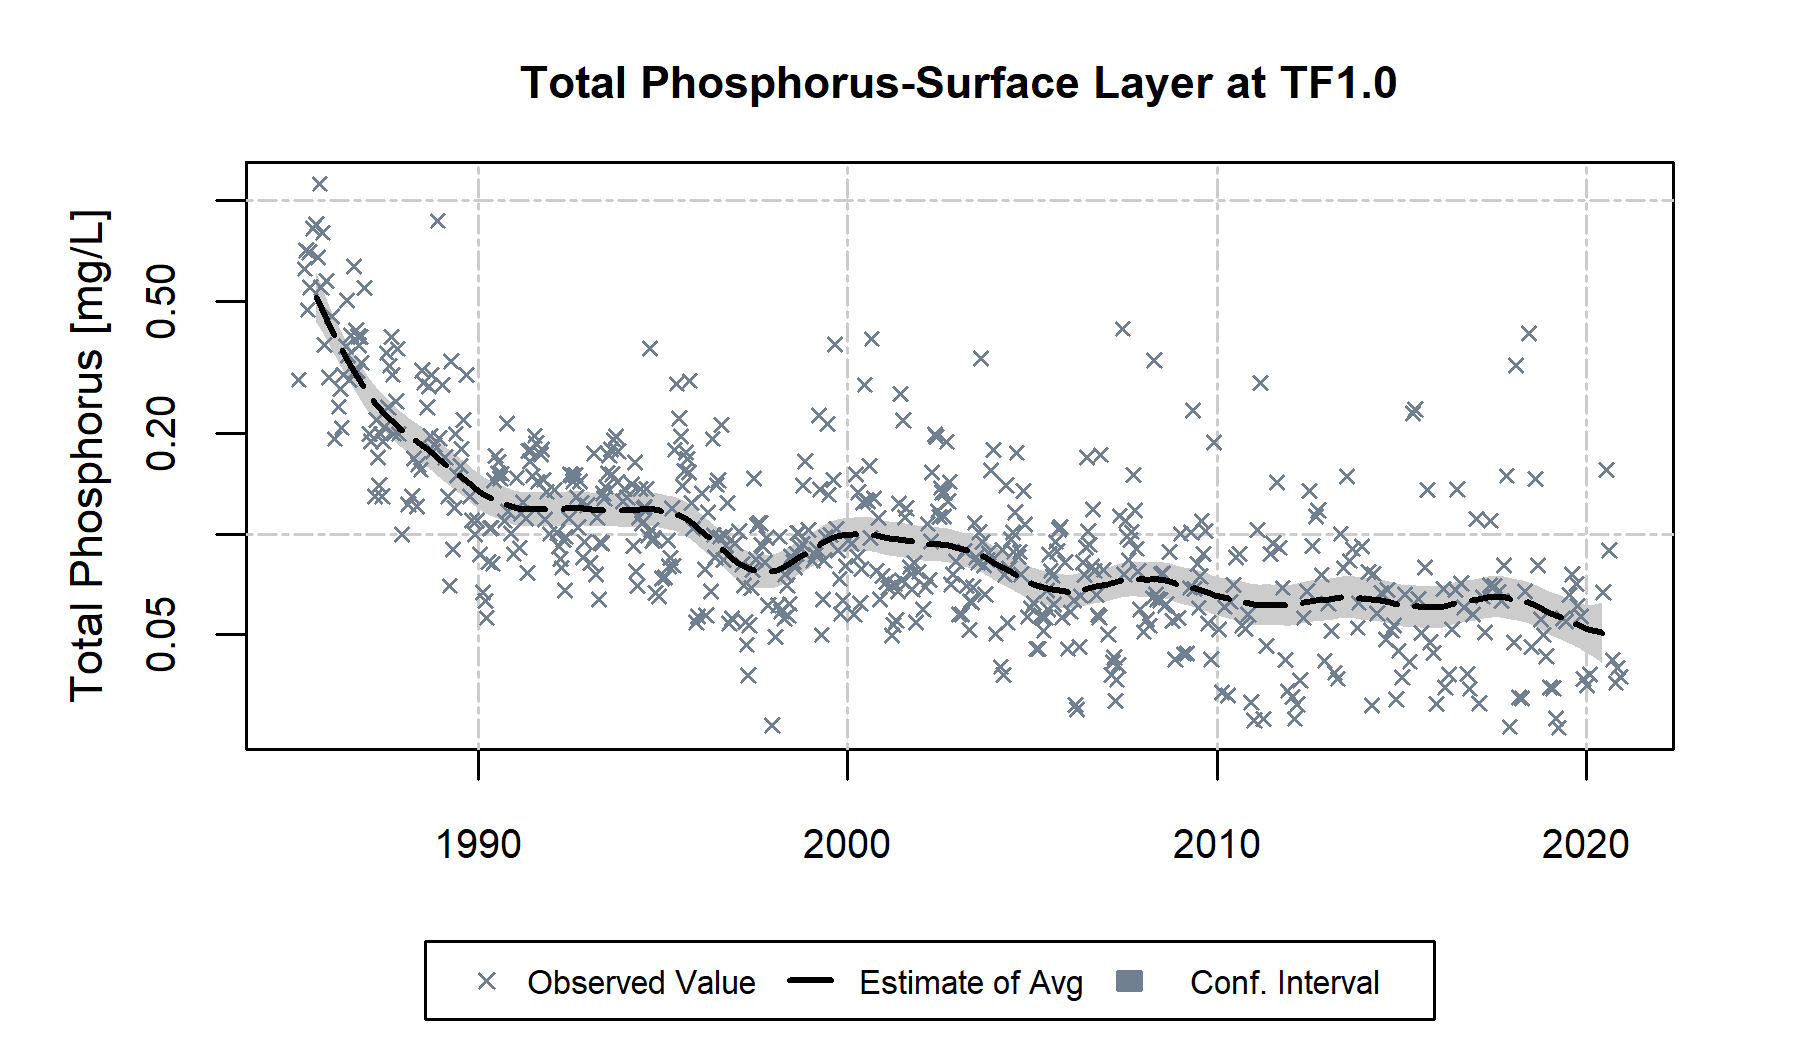 Total Phosphorus-Surface Layer at TF1.0
Total Phosphorus [mg/L]
0.50
0.20
0.05
1990 2000 2010 2020
Observed Value Estimate of Avg Conf. Interval